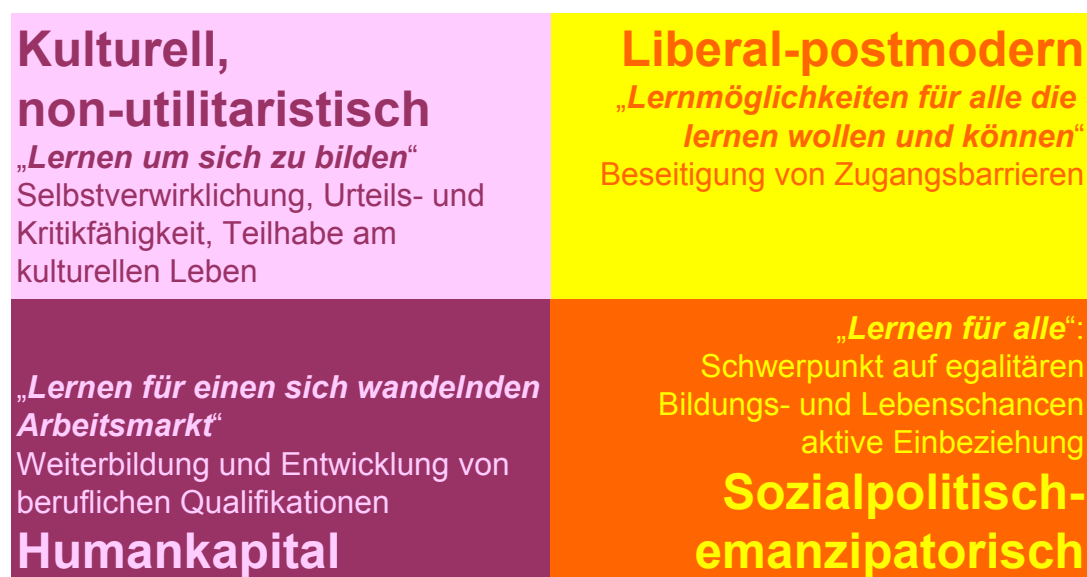 Kulturell,
non-utilitaristisch
„Lernen um sich zu bilden“
Selbstverwirklichung, Urteils- und
Kritikfähigkeit, Teilhabe am
kulturellen Leben
Liberal-postmodern
„Lernmöglichkeiten für alle die
lernen wollen und können“
Beseitigung von Zugangsbarrieren
„Lernen für einen sich wandelnden
Arbeitsmarkt“
Weiterbildung und Entwicklung von
beruflichen Qualifikationen
Humankapital
„Lernen für alle“:
Schwerpunkt auf egalitären
Bildungs- und Lebenschancen
aktive Einbeziehung
Sozialpolitisch-
emanzipatorisch